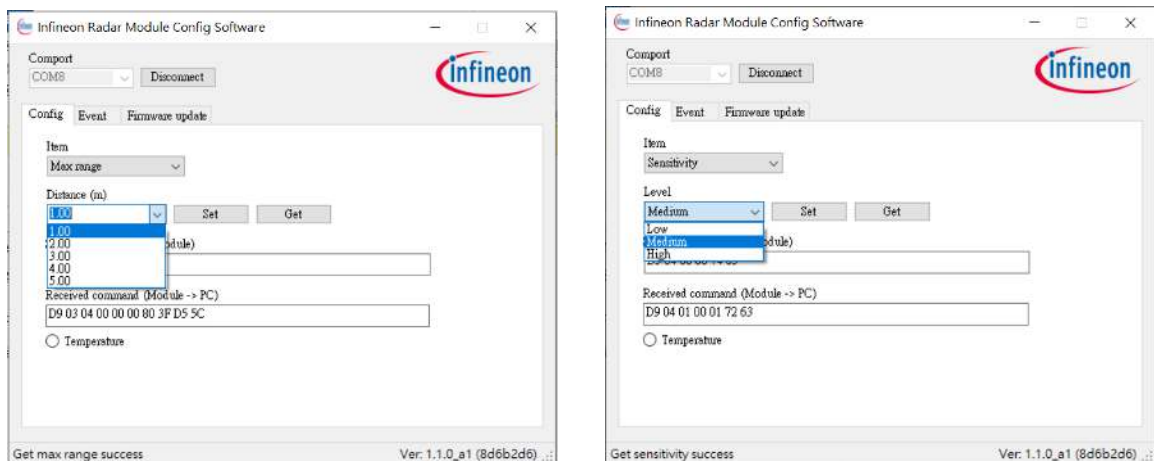 Infineon Radar Module Config Software
Comport
COM8
Disconnect
infineon
Config
Event
Firmware update
Item
Max range
Distance (m)
1.00
Set
Get
1.00
2.00
3.00
4.00
5.00
Received command (Module -> PC)
D9 03 04 00 00 00 80 3F D5 5C
Temperature
Get max range success
Ver: 1.1.0_a1 (8d6b2d6)
Infineon Radar Module Config Software
Comport
COM8
Disconnect
infineon
Config
Event
Firmware update
Item
Sensitivity
Level
Medium
Set
Get
Low
Medium
High
Received command (Module -> PC)
D9 04 01 00 01 72 63
Temperature
Get sensitivity success
Ver: 1.1.0_a1 (8d6b2d6)